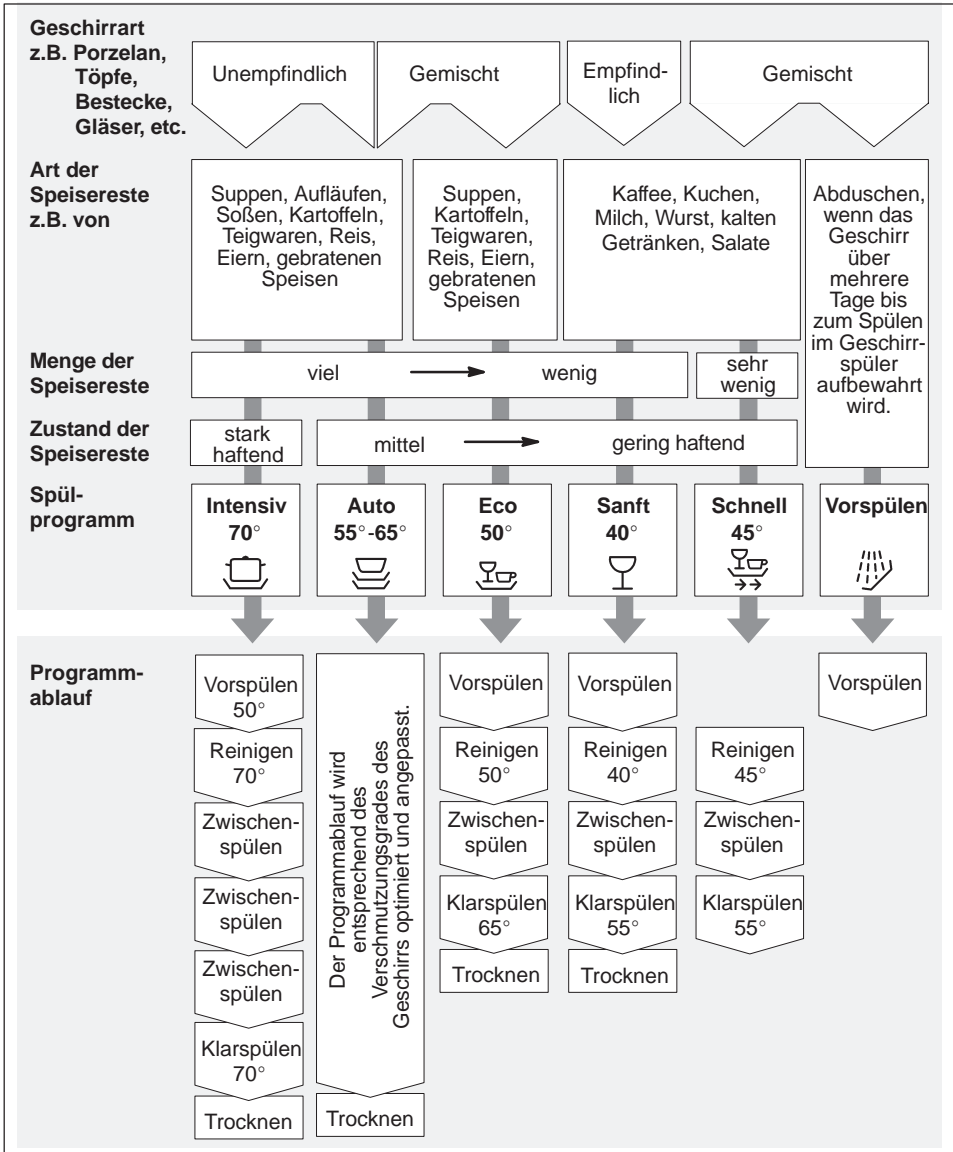 Geschirrart
z.B. Porzelan,
Töpfe,
Bestecke,
Gläser, etc.
Unempfindlich
Gemischt
Empfind-
lich
Gemischt
Art der
Speisereste
z.B. von
Suppen, Aufläufen,
Soßen, Kartoffeln,
Teigwaren, Reis,
Eiern, gebratenen
Speisen
Suppen,
Kartoffeln,
Teigwaren,
Reis, Eiern,
gebratenen
Speisen
Kaffee, Kuchen,
Milch, Wurst, kalten
Getränken, Salate
Abduschen,
wenn das
Geschirr
über
mehrere
Tage bis
zum Spülen
im Geschirr-
spüler
aufbewahrt
wird.
Menge der
Speisereste
viel
wenig
sehr
wenig
Zustand der
Speisereste
stark
haftend
mittel
gering haftend
Spül-
programm
Intensiv
70°
Auto
55°-65°
Eco
50°
Sanft
40°
Schnell
45°
Vorspülen
Programm-
ablauf
Vorspülen
50°
Reinigen
70°
Zwischen-
spülen
Zwischen-
spülen
Zwischen-
spülen
Klarspülen
70°
Trocknen
Der Programmablauf wird
entsprechend des
Verschmutzungsgrades des
Geschirrs optimiert und angepasst.
Trocknen
Vorspülen
Reinigen
50°
Zwischen-
spülen
Klarspülen
65°
Trocknen
Vorspülen
Reinigen
40°
Zwischen-
spülen
Klarspülen
55°
Trocknen
Reinigen
45°
Zwischen-
spülen
Klarspülen
55°
Vorspülen